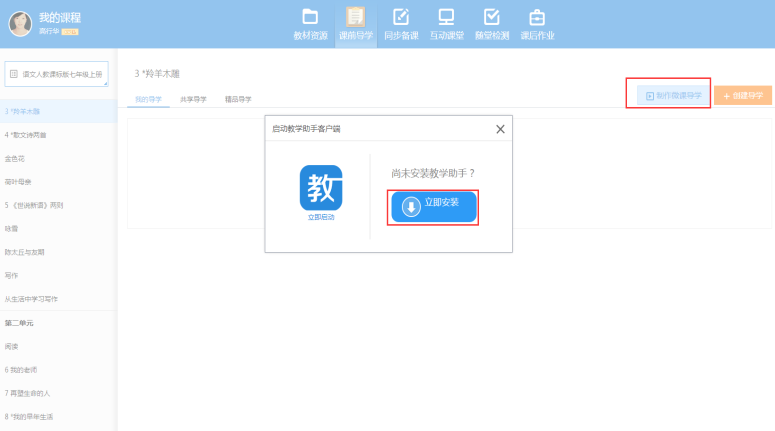 我的课程
教材资源
课前导学
同步备课
互动课堂
随堂检测
课后作业
语文人教课标版七年级上册
3 *羚羊木雕
我的导学
共享导学
精品导学
制作微课导学
+ 创建导学
3 *羚羊木雕
4 *散文诗两首
金色花
荷叶母亲
5 《世说新语》两则
咏雪
陈太丘与友期
写作
从生活中学习写作
第二单元
阅读
6 我的老师
7 再塑生命的人
8 *我的早年生活
启动教学助手客户端
教
立即启动
尚未安装教学助手？
立即安装